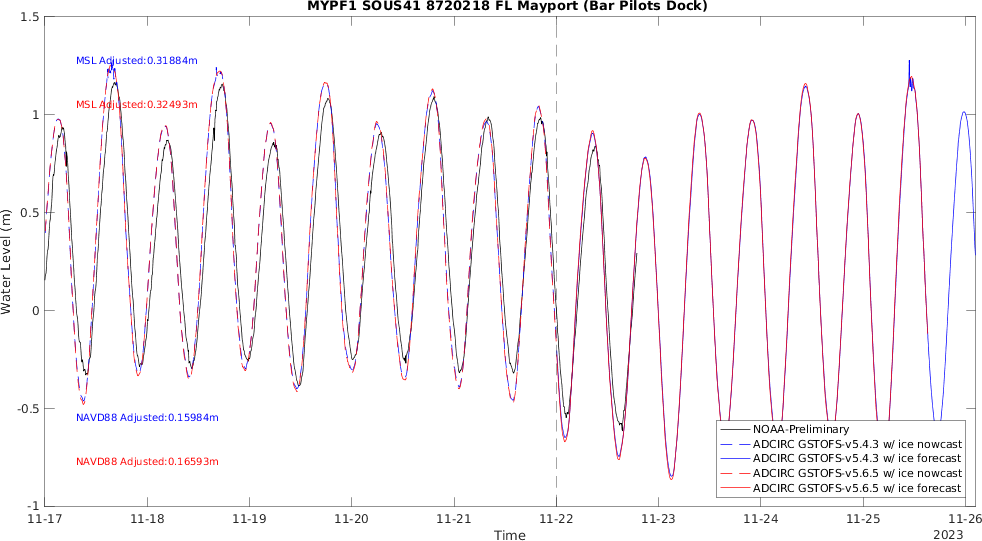 MYPF1 SOUS41 8720218 FL Mayport (Bar Pilots Dock)
1.5
MSL Adjusted:0.31884m
MSL Adjusted:0.32493m
1
0.5
Water Level (m)
0
-0.5
NAVD88 Adjusted:0.15984m
NAVD88 Adjusted:0.16593m
NOAA-Preliminary
ADCIRC GSTOFS-v5.4.3 w/ ice nowcast
ADCIRC GSTOFS-v5.4.3 w/ ice forecast
ADCIRC GSTOFS-v5.6.5 w/ ice nowcast
ADCIRC GSTOFS-v5.6.5 w/ ice forecast
-1
11-17 11-18 11-19 11-20 11-21 11-22 11-23 11-24 11-25 11-26
Time
2023